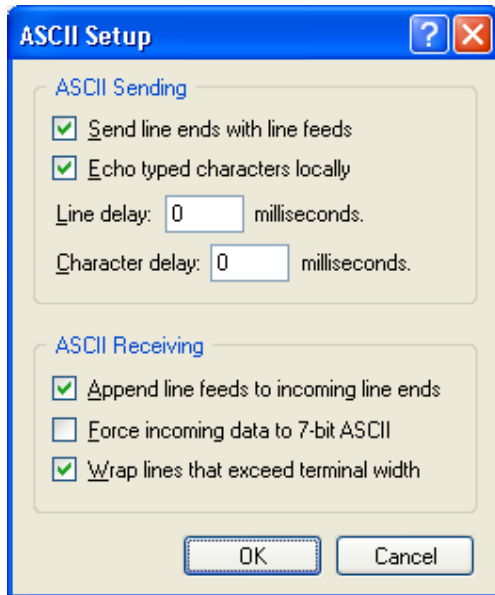 ASCII Setup
?
ASCII Sending
Send line ends with line feeds
Echo typed characters locally
Line delay: 0 milliseconds.
Character delay: 0 milliseconds.
ASCII Receiving
Append line feeds to incoming line ends
Force incoming data to 7-bit ASCII
Wrap lines that exceed terminal width
OK Cancel